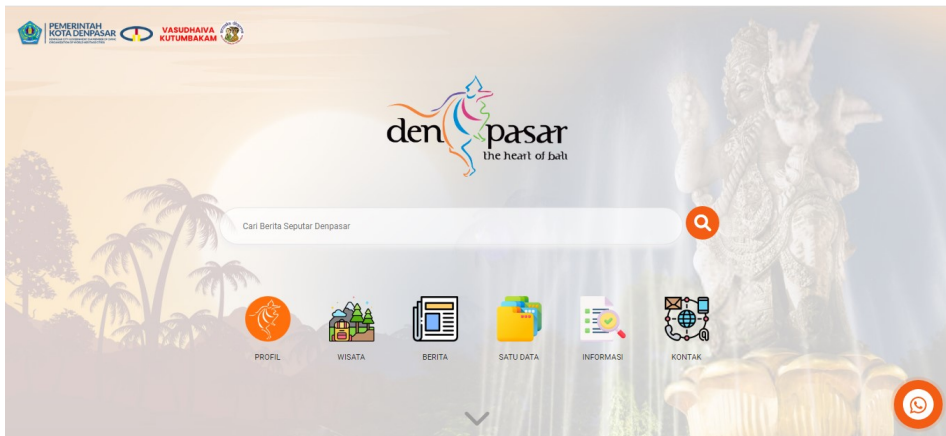 PEMERINTAH
KOTA DENPASAR
VASUDHAIVA
KUTUMBAKAM
den pasar
the heart of bali
Cari Berita Seputar Denpasar
PROFIL
WISATA
BERITA
SATU DATA
INFORMASI
KONTAK